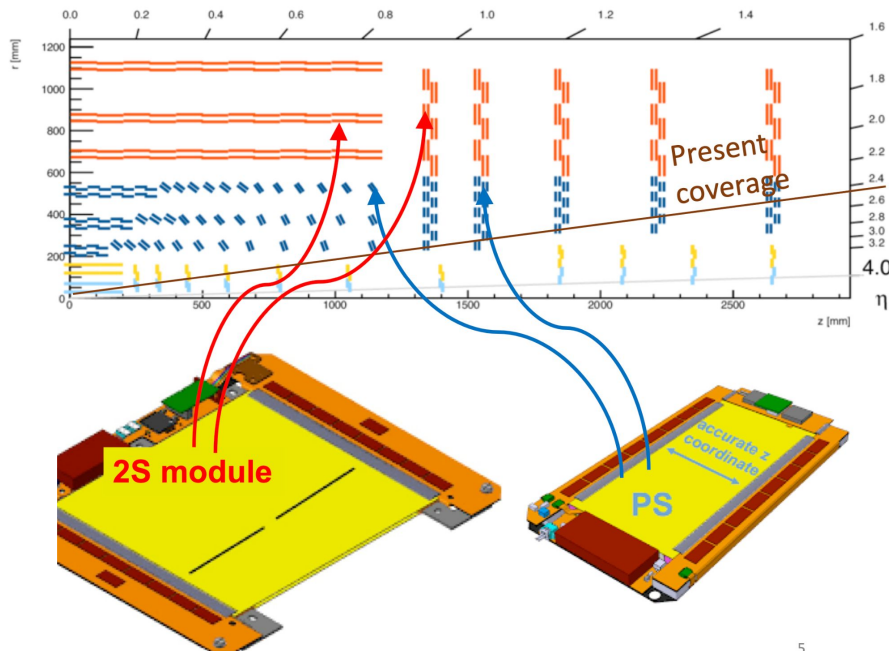 0.0 0.2 0.4 0.6 0.8 1.0 1.2 1.4 1.6
r [mm]
1200
1000
800
600
400
200
0
1.8
2.0
2.2
2.4
2.6
2.8
3.0
3.2
4.0
η
Present
coverage
0 500 1000 1500 2000 2500
z [mm]
2S module
accurate z
coordinate
PS
5